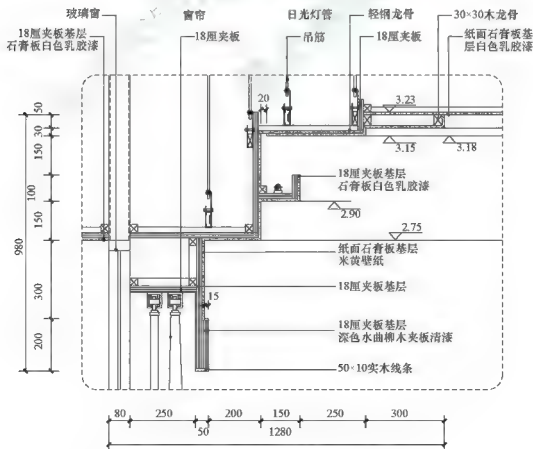 玻璃窗
窗帘
日光灯管
轻钢龙骨
30×30木龙骨
18厘夹板基层
石膏板白色乳胶漆
18厘夹板
吊筋
18厘夹板
纸面石膏板基
层白色乳胶漆
20
3.23
3.15
3.18
18厘夹板基层
石膏板白色乳胶漆
2.90
2.75
纸面石膏板基层
米黄壁纸
18厘夹板基层
15
18厘夹板基层
深色水曲柳木夹板清漆
50×10实木线条
50
30
150
100
150
980
300
200
80
250
50
200
150
250
300
1280